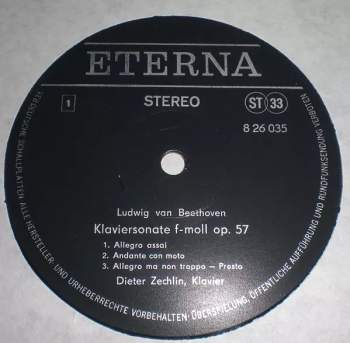 ETERNA
1
STEREO
ST 33
8 26 035
Ludwig van Beethoven
Klaviersonate f-moll op. 57
1. Allegro assai
2. Andante con moto
3. Allegro ma non troppo — Presto
Dieter Zechlin, Klavier
VEB DEUTSCHE SCHALLPLATTEN · ALLE HERSTELLER- UND URHEBERRECHTE VORBEHALTEN · ÜBERSPIELUNG, ÖFFENTLICHE AUFFÜHRUNG UND RUNDFUNKSENDUNG VERBOTEN